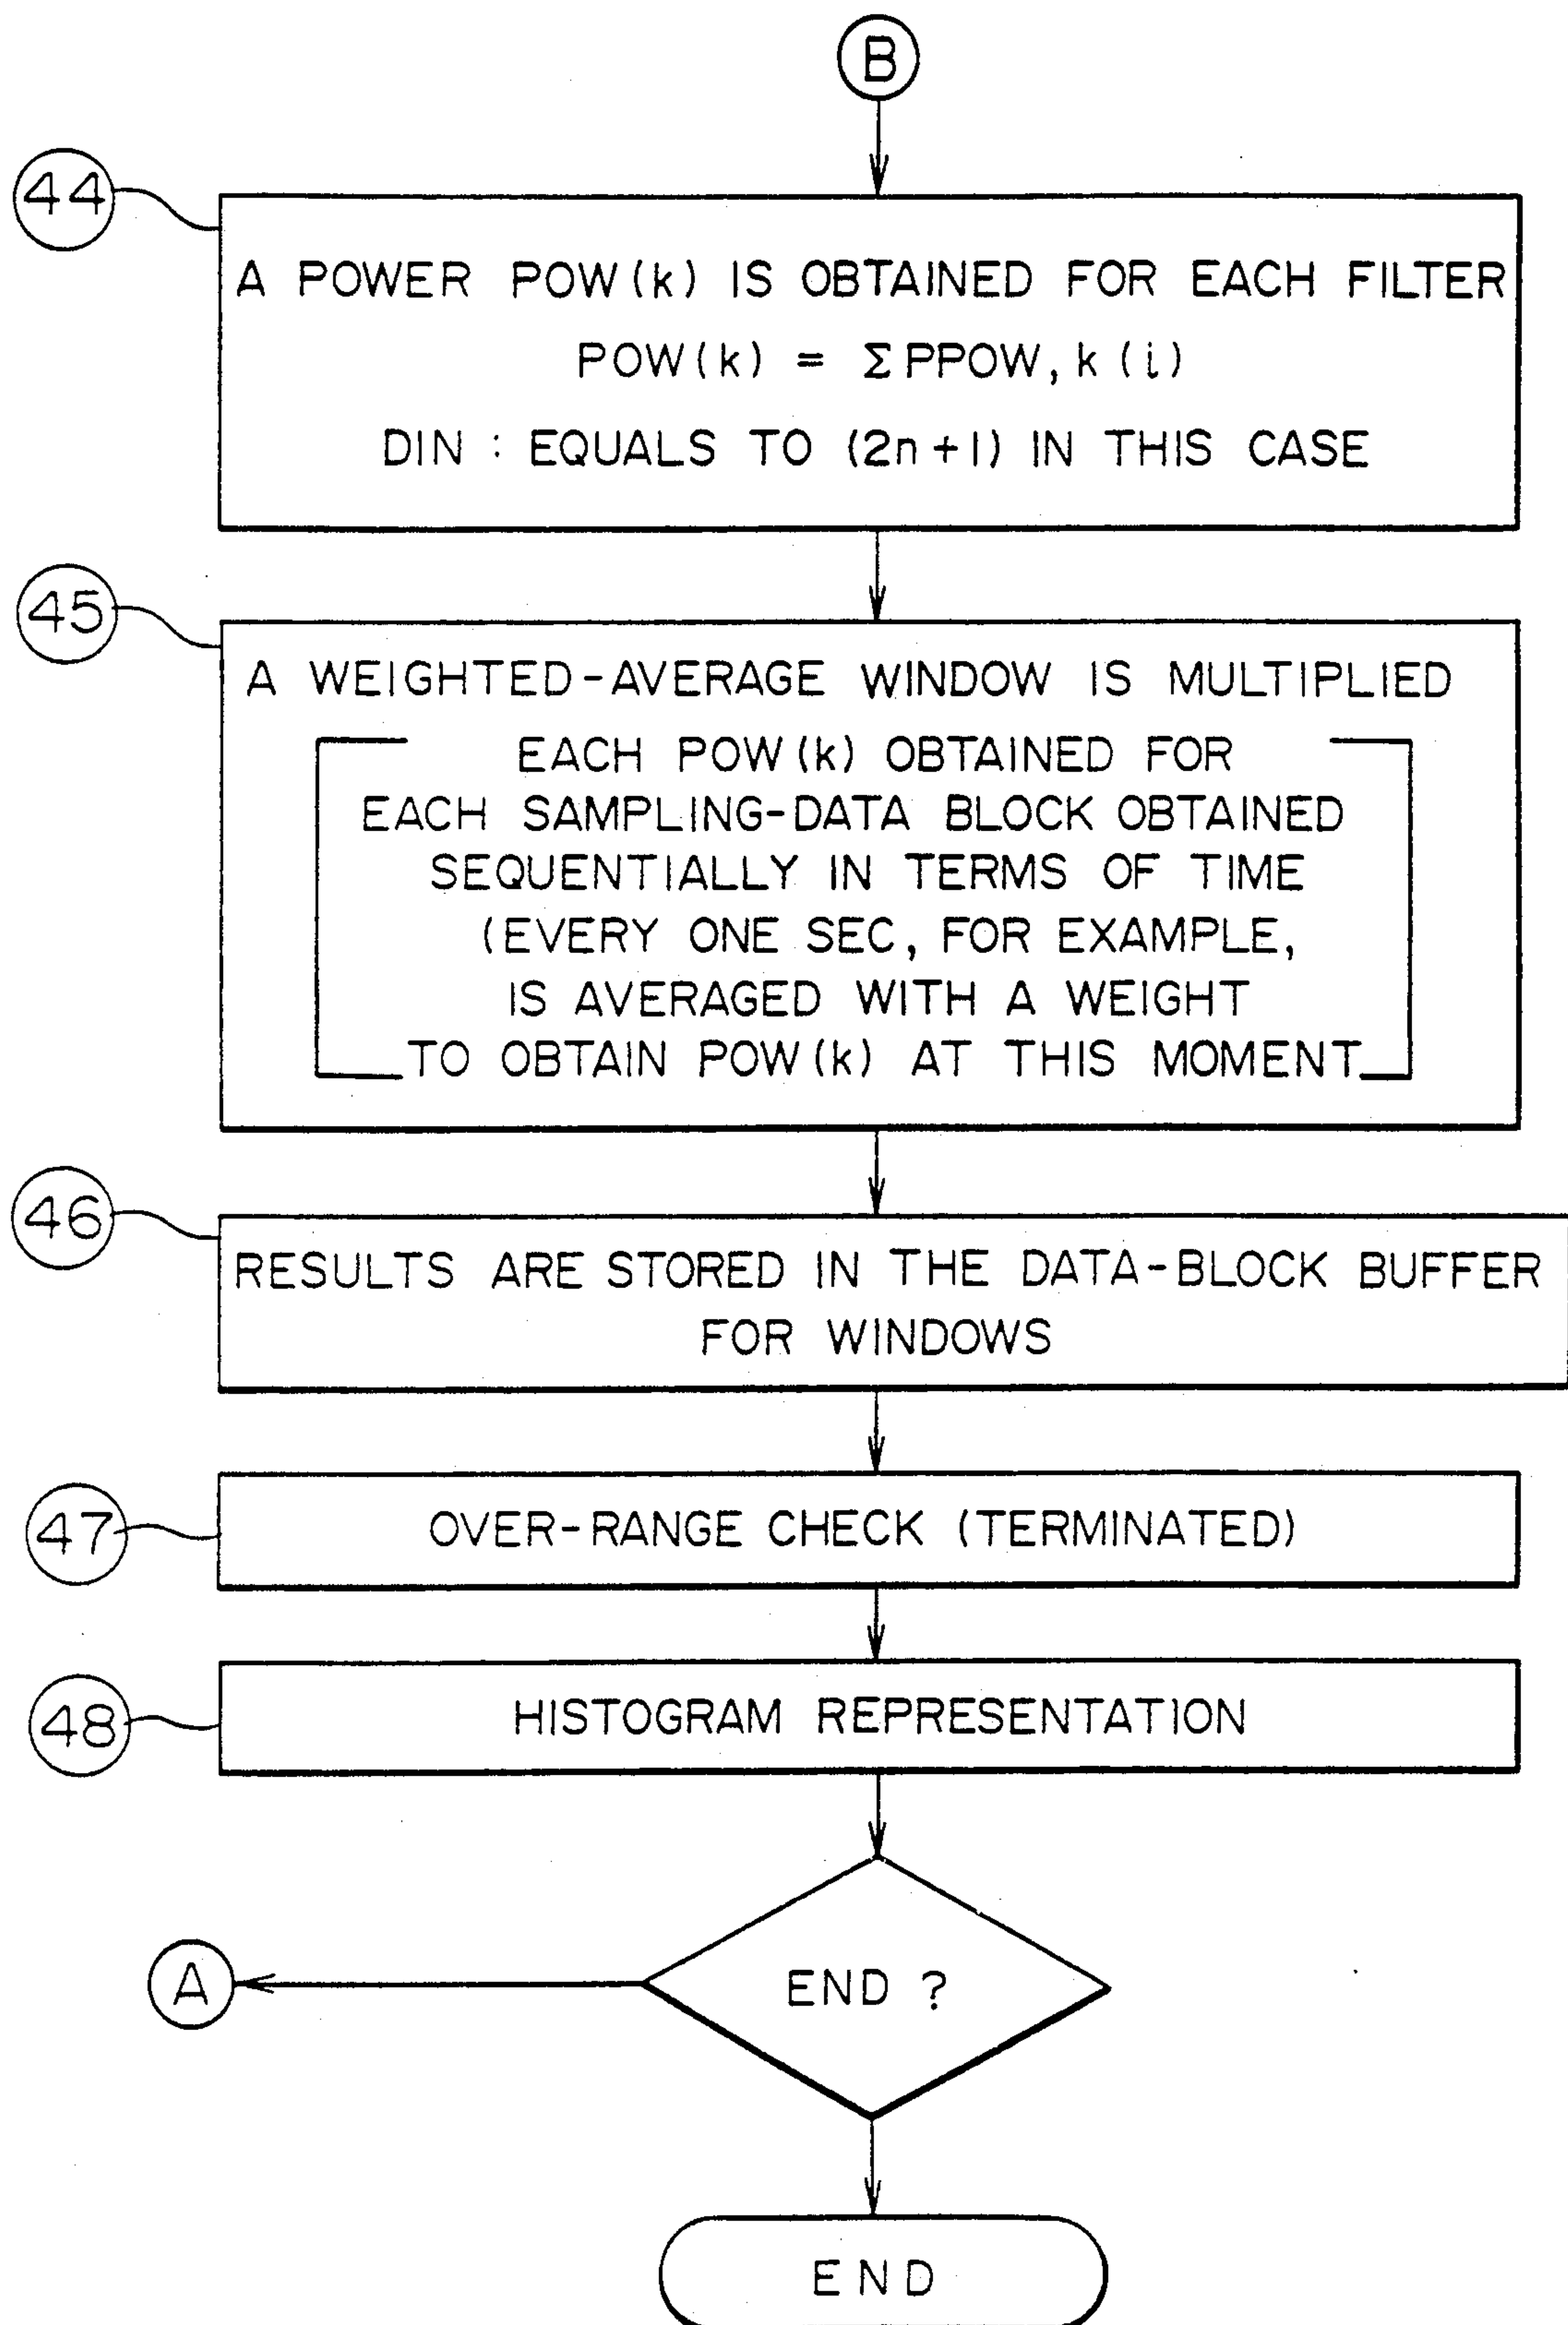 B
44
A POWER POW(k) IS OBTAINED FOR EACH FILTER
POW(k) = ΣPPOW,k(i)
DIN : EQUALS TO (2n+1) IN THIS CASE
45
A WEIGHTED-AVERAGE WINDOW IS MULTIPLIED
EACH POW(k) OBTAINED FOR
EACH SAMPLING-DATA BLOCK OBTAINED
SEQUENTIALLY IN TERMS OF TIME
(EVERY ONE SEC, FOR EXAMPLE,
IS AVERAGED WITH A WEIGHT
TO OBTAIN POW(k) AT THIS MOMENT
46
RESULTS ARE STORED IN THE DATA-BLOCK BUFFER
FOR WINDOWS
47
OVER-RANGE CHECK (TERMINATED)
48
HISTOGRAM REPRESENTATION
A
END ?
END